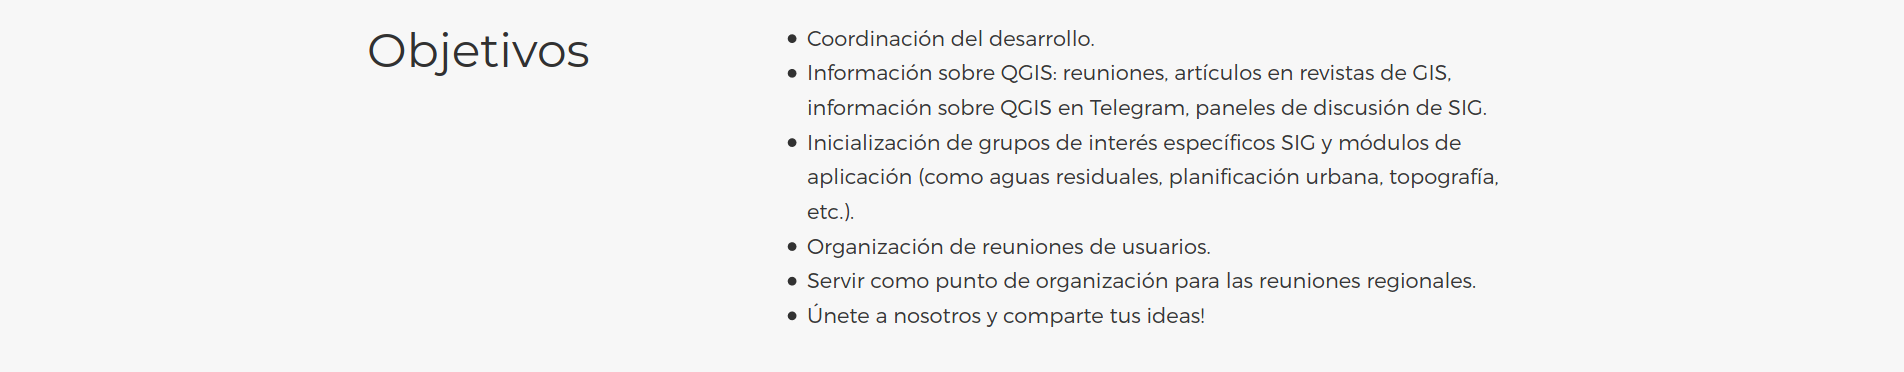 Objetivos
• Coordinación del desarrollo.
• Información sobre QGIS: reuniones, artículos en revistas de GIS,
información sobre QGIS en Telegram, paneles de discusión de SIG.
• Inicialización de grupos de interés específicos SIG y módulos de
aplicación (como aguas residuales, planificación urbana, topografía,
etc.).
• Organización de reuniones de usuarios.
• Servir como punto de organización para las reuniones regionales.
• Únete a nosotros y comparte tus ideas!